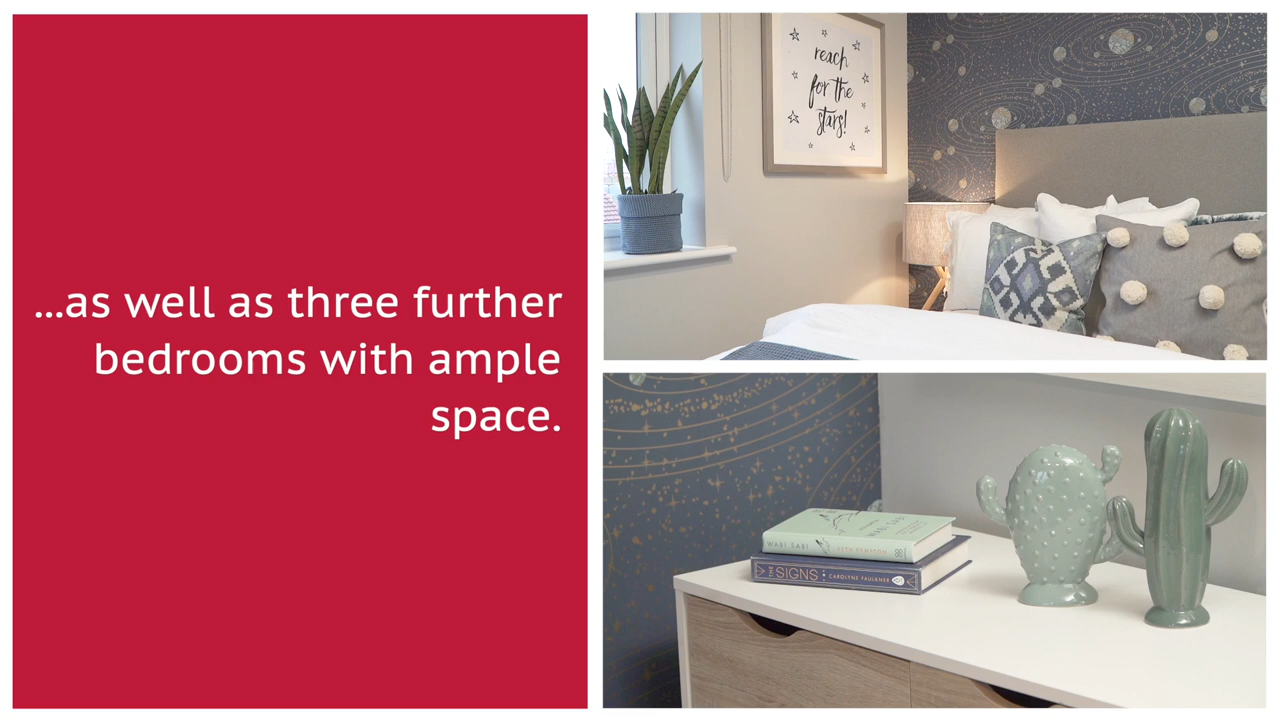 ...as well as three further
bedrooms with ample
space.
reach
for the
stars!
WABI SABI
BETH KEMPTON
THE SIGNS: CAROLYNE FAULKNER